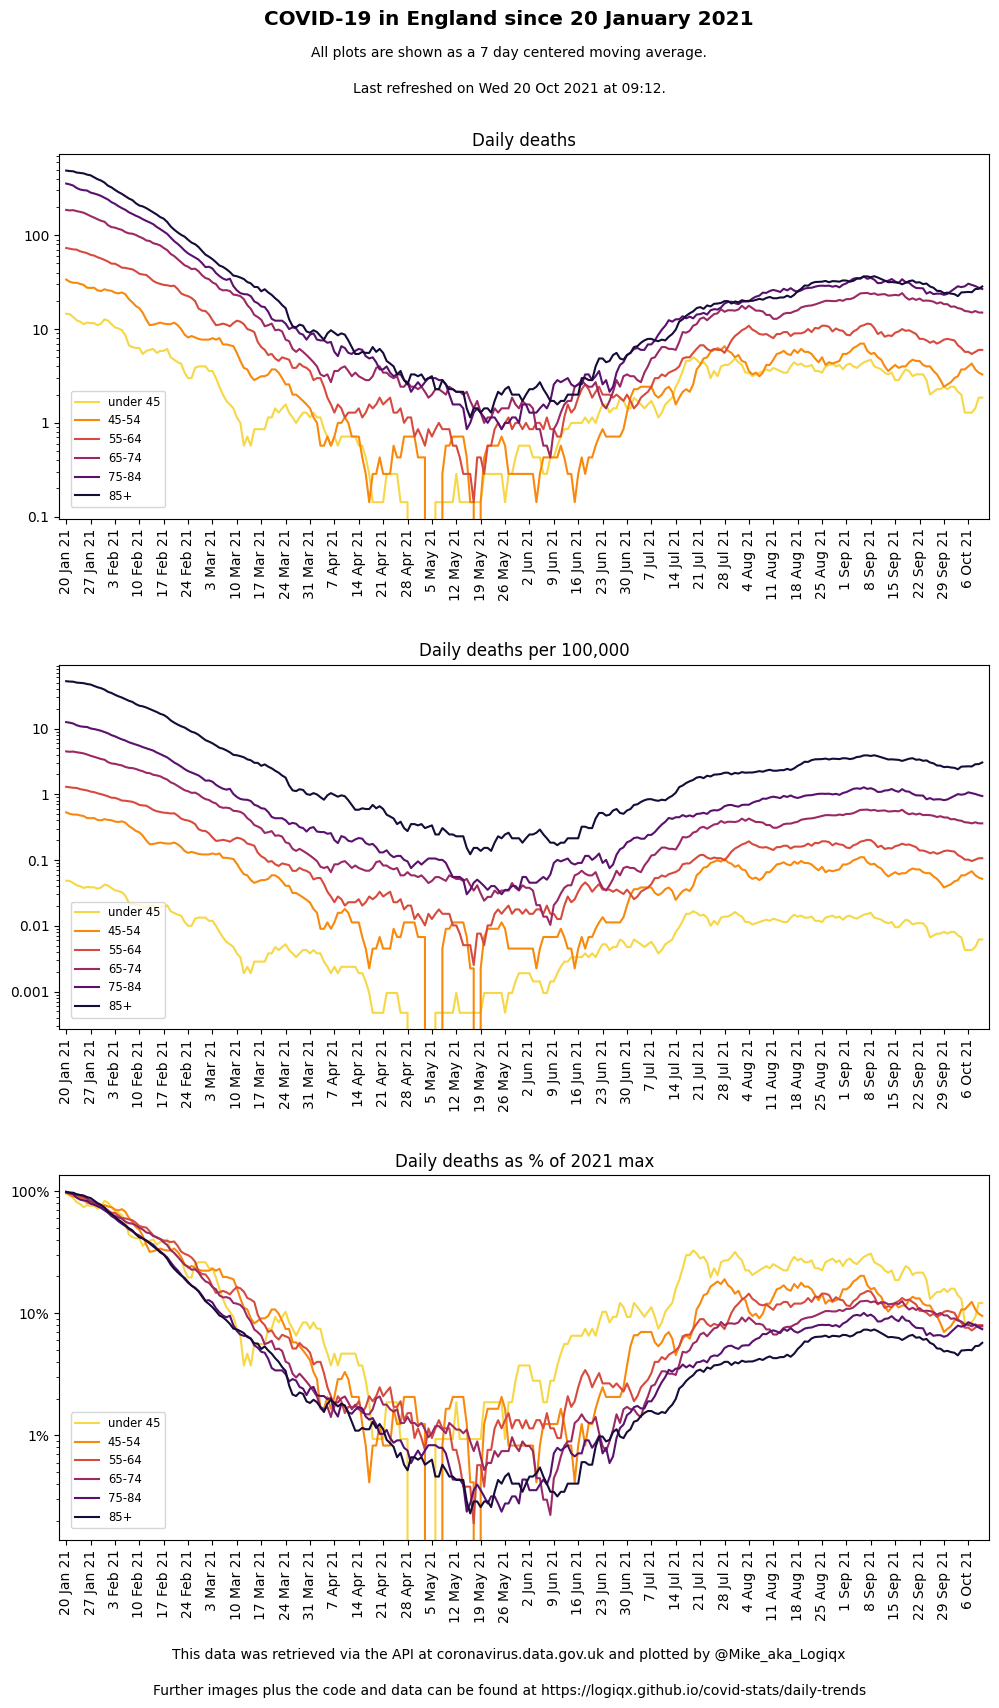 COVID-19 in England since 20 January 2021
All plots are shown as a 7 day centered moving average.
Last refreshed on Wed 20 Oct 2021 at 09:12.
Daily deaths
100
10
1
0.1
under 45
45-54
55-64
65-74
75-84
85+
20 Jan 21
27 Jan 21
3 Feb 21
10 Feb 21
17 Feb 21
24 Feb 21
3 Mar 21
10 Mar 21
17 Mar 21
24 Mar 21
31 Mar 21
7 Apr 21
14 Apr 21
21 Apr 21
28 Apr 21
5 May 21
12 May 21
19 May 21
26 May 21
2 Jun 21
9 Jun 21
16 Jun 21
23 Jun 21
30 Jun 21
7 Jul 21
14 Jul 21
21 Jul 21
28 Jul 21
4 Aug 21
11 Aug 21
18 Aug 21
25 Aug 21
1 Sep 21
8 Sep 21
15 Sep 21
22 Sep 21
29 Sep 21
6 Oct 21
Daily deaths per 100,000
10
1
0.1
0.01
0.001
under 45
45-54
55-64
65-74
75-84
85+
20 Jan 21
27 Jan 21
3 Feb 21
10 Feb 21
17 Feb 21
24 Feb 21
3 Mar 21
10 Mar 21
17 Mar 21
24 Mar 21
31 Mar 21
7 Apr 21
14 Apr 21
21 Apr 21
28 Apr 21
5 May 21
12 May 21
19 May 21
26 May 21
2 Jun 21
9 Jun 21
16 Jun 21
23 Jun 21
30 Jun 21
7 Jul 21
14 Jul 21
21 Jul 21
28 Jul 21
4 Aug 21
11 Aug 21
18 Aug 21
25 Aug 21
1 Sep 21
8 Sep 21
15 Sep 21
22 Sep 21
29 Sep 21
6 Oct 21
Daily deaths as % of 2021 max
100%
10%
1%
under 45
45-54
55-64
65-74
75-84
85+
20 Jan 21
27 Jan 21
3 Feb 21
10 Feb 21
17 Feb 21
24 Feb 21
3 Mar 21
10 Mar 21
17 Mar 21
24 Mar 21
31 Mar 21
7 Apr 21
14 Apr 21
21 Apr 21
28 Apr 21
5 May 21
12 May 21
19 May 21
26 May 21
2 Jun 21
9 Jun 21
16 Jun 21
23 Jun 21
30 Jun 21
7 Jul 21
14 Jul 21
21 Jul 21
28 Jul 21
4 Aug 21
11 Aug 21
18 Aug 21
25 Aug 21
1 Sep 21
8 Sep 21
15 Sep 21
22 Sep 21
29 Sep 21
6 Oct 21
This data was retrieved via the API at coronavirus.data.gov.uk and plotted by @Mike_aka_Logiqx
Further images plus the code and data can be found at https://logiqx.github.io/covid-stats/daily-trends